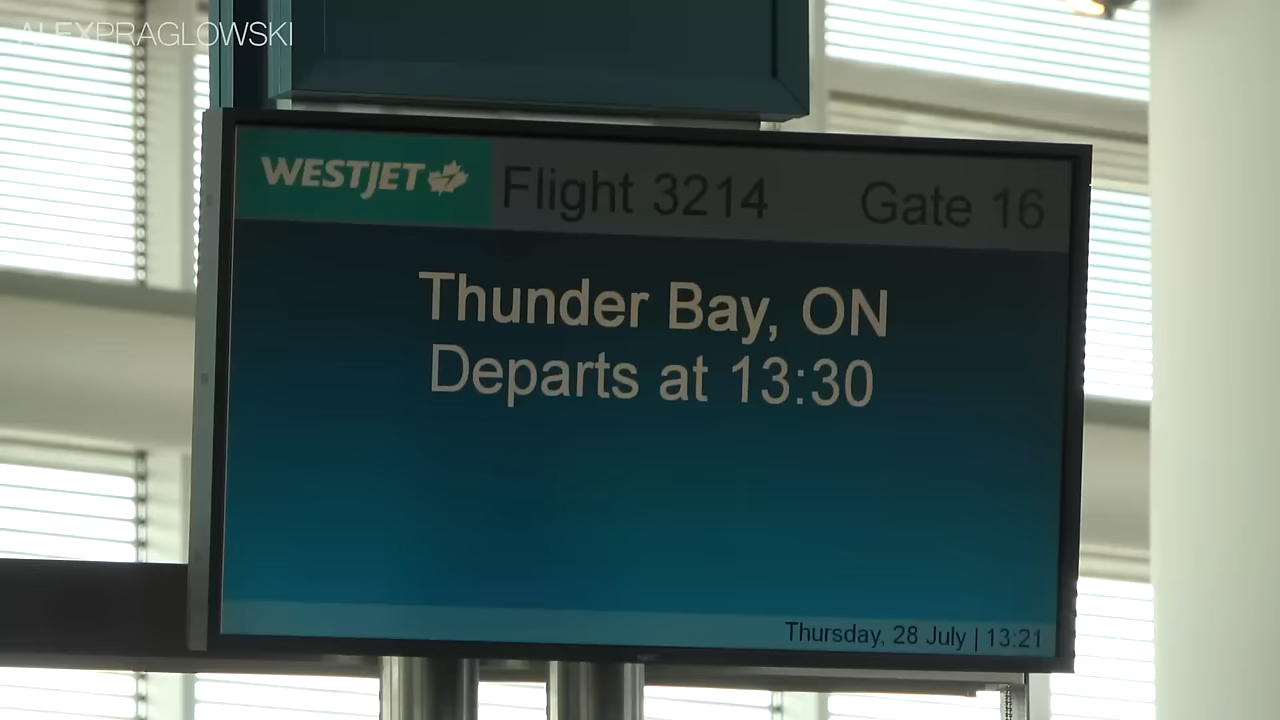 ALEXPRAGLOWSKI
WESTJET Flight 3214 Gate 16
Thunder Bay, ON
Departs at 13:30
Thursday, 28 July | 13:21